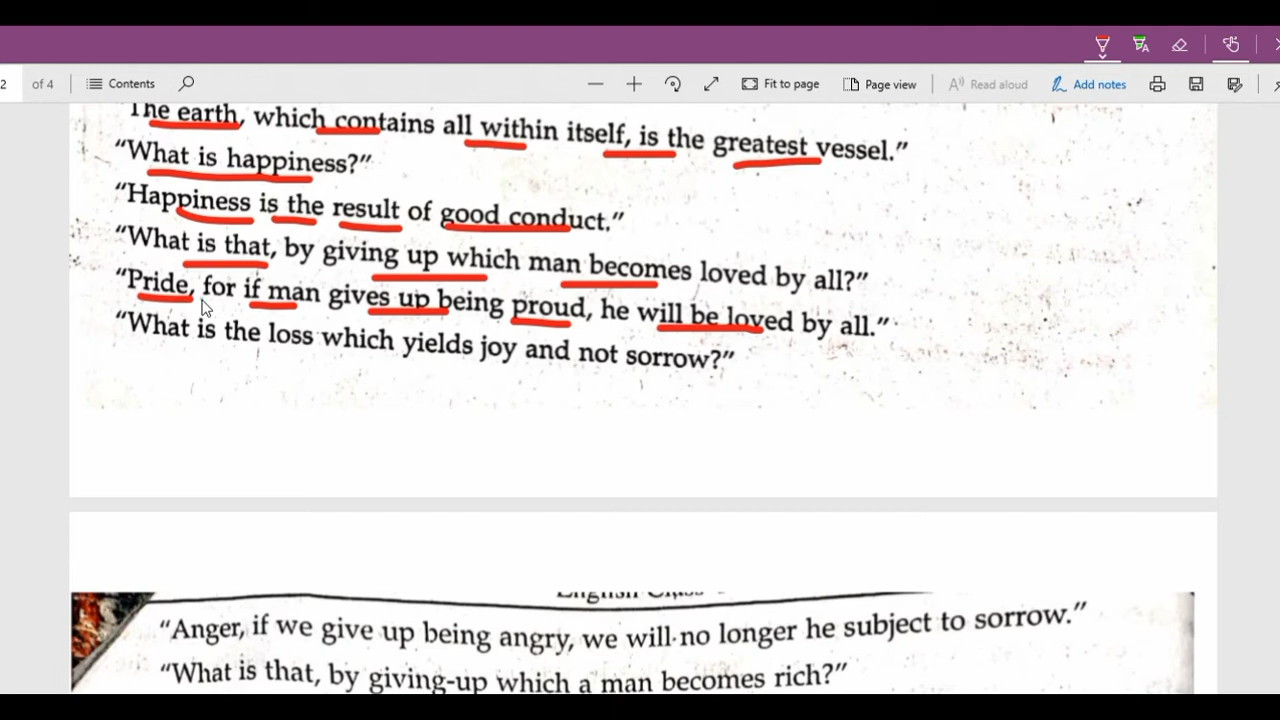 2 of 4 Contents Fit to page Page view Read aloud Add notes
The earth, which contains all within itself, is the greatest vessel.”
“What is happiness?”
“Happiness is the result of good conduct.”
“What is that, by giving up which man becomes loved by all?”
“Pride, for if man gives up being proud, he will be loved by all.”
“What is the loss which yields joy and not sorrow?”
“Anger, if we give up being angry, we will no longer he subject to sorrow.”
“What is that, by giving-up which a man becomes rich?”